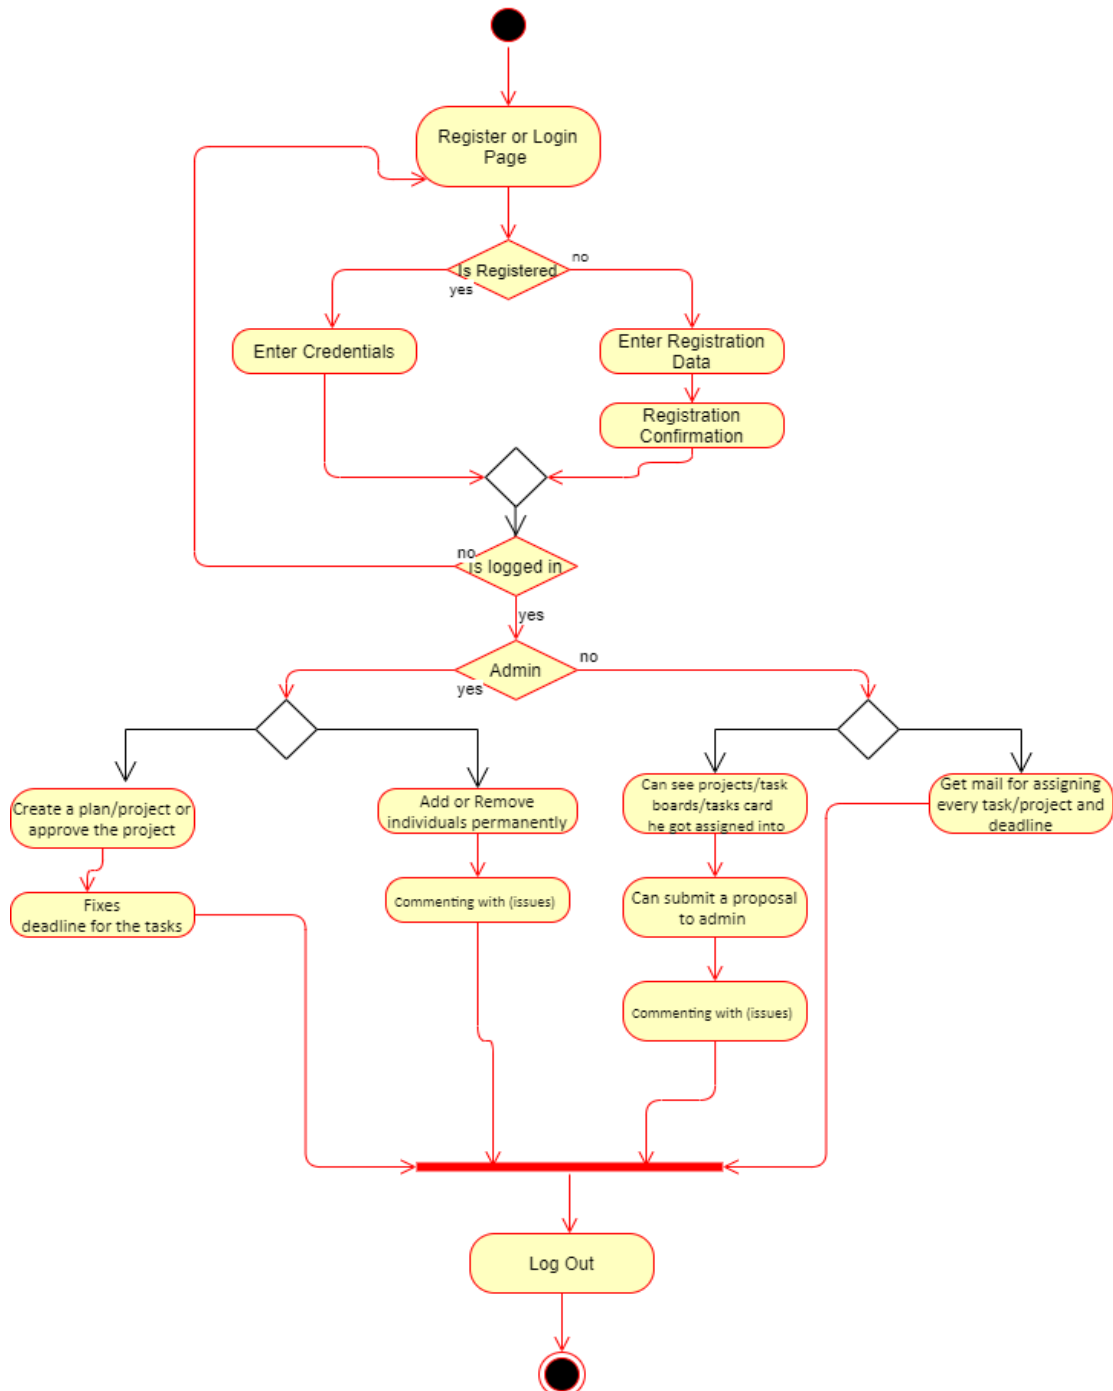 Register or Login
Page
Is Registered
no
yes
Enter Credentials
Enter Registration
Data
Registration
Confirmation
no
is logged in
yes
Admin
no
yes
Create a plan/project or
approve the project
Add or Remove
individuals permanently
Can see projects/task
boards/tasks card
he got assigned into
Get mail for assigning
every task/project and
deadline
Fixes
deadline for the tasks
Commenting with (issues)
Can submit a proposal
to admin
Commenting with (issues)
Log Out